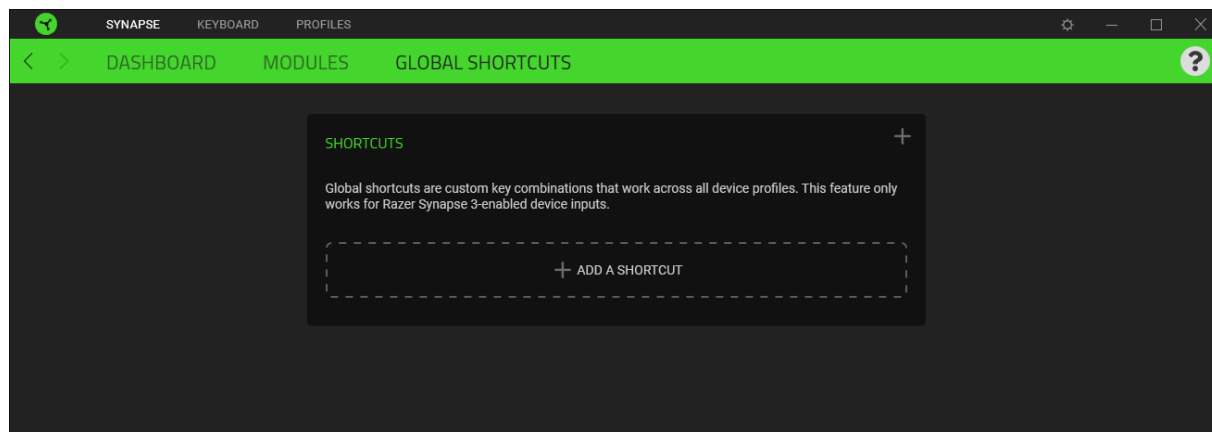 SYNAPSE KEYBOARD PROFILES
DASHBOARD MODULES GLOBAL SHORTCUTS
?
SHORTCUTS
Global shortcuts are custom key combinations that work across all device profiles. This feature only
works for Razer Synapse 3-enabled device inputs.
ADD A SHORTCUT